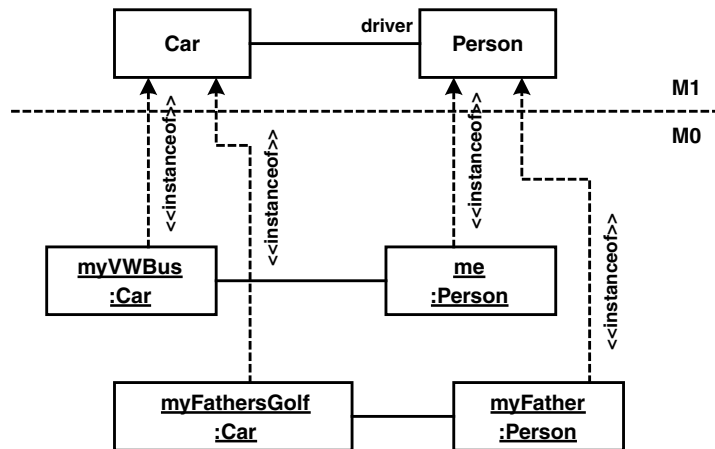 driver
Car
Person
M1
M0
<<instanceof>>
<<instanceof>>
<<instanceof>>
<<instanceof>>
myVWBus
:Car
me
:Person
myFathersGolf
:Car
myFather
:Person